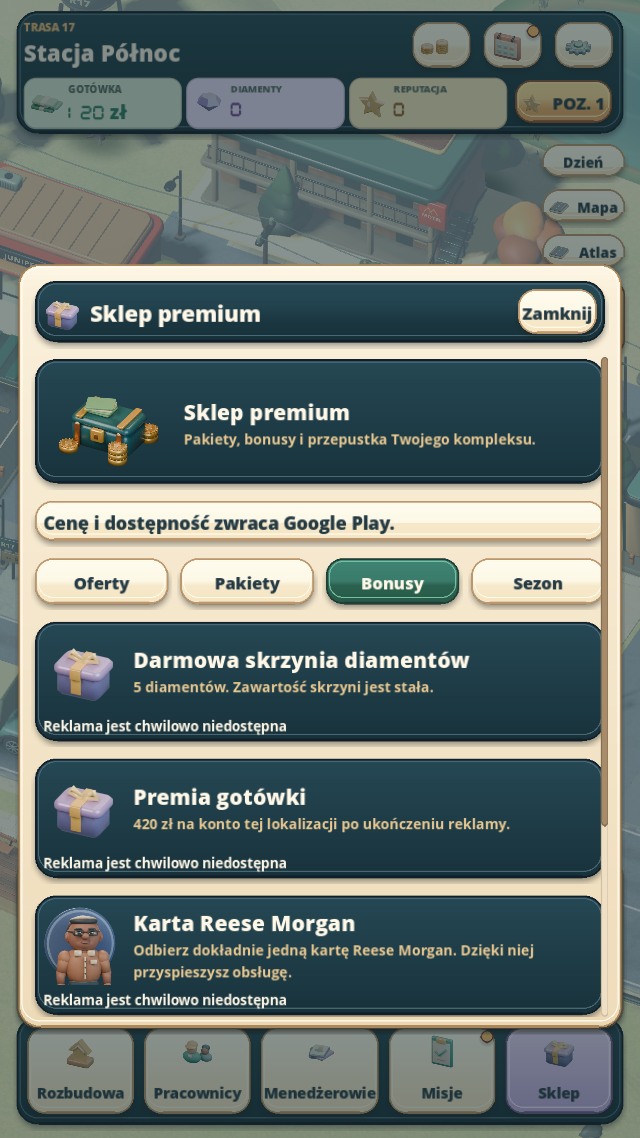 TRASA 17
Stacja Północ
GOTÓWKA
120 zł
DIAMENTY
0
REPUTACJA
0
POZ. 1
Dzień
Mapa
Atlas
Sklep premium
Zamknij
Sklep premium
Pakiety, bonusy i przepustka Twojego kompleksu.
Cenę i dostępność zwraca Google Play.
Oferty
Pakiety
Bonusy
Sezon
Darmowa skrzynia diamentów
5 diamentów. Zawartość skrzyni jest stała.
Reklama jest chwilowo niedostępna
Premia gotówki
420 zł na konto tej lokalizacji po ukończeniu reklamy.
Reklama jest chwilowo niedostępna
Karta Reese Morgan
Odbierz dokładnie jedną kartę Reese Morgan. Dzięki niej
przyspieszysz obsługę.
Reklama jest chwilowo niedostępna
Rozbudowa
Pracownicy
Menedżerowie
Misje
Sklep